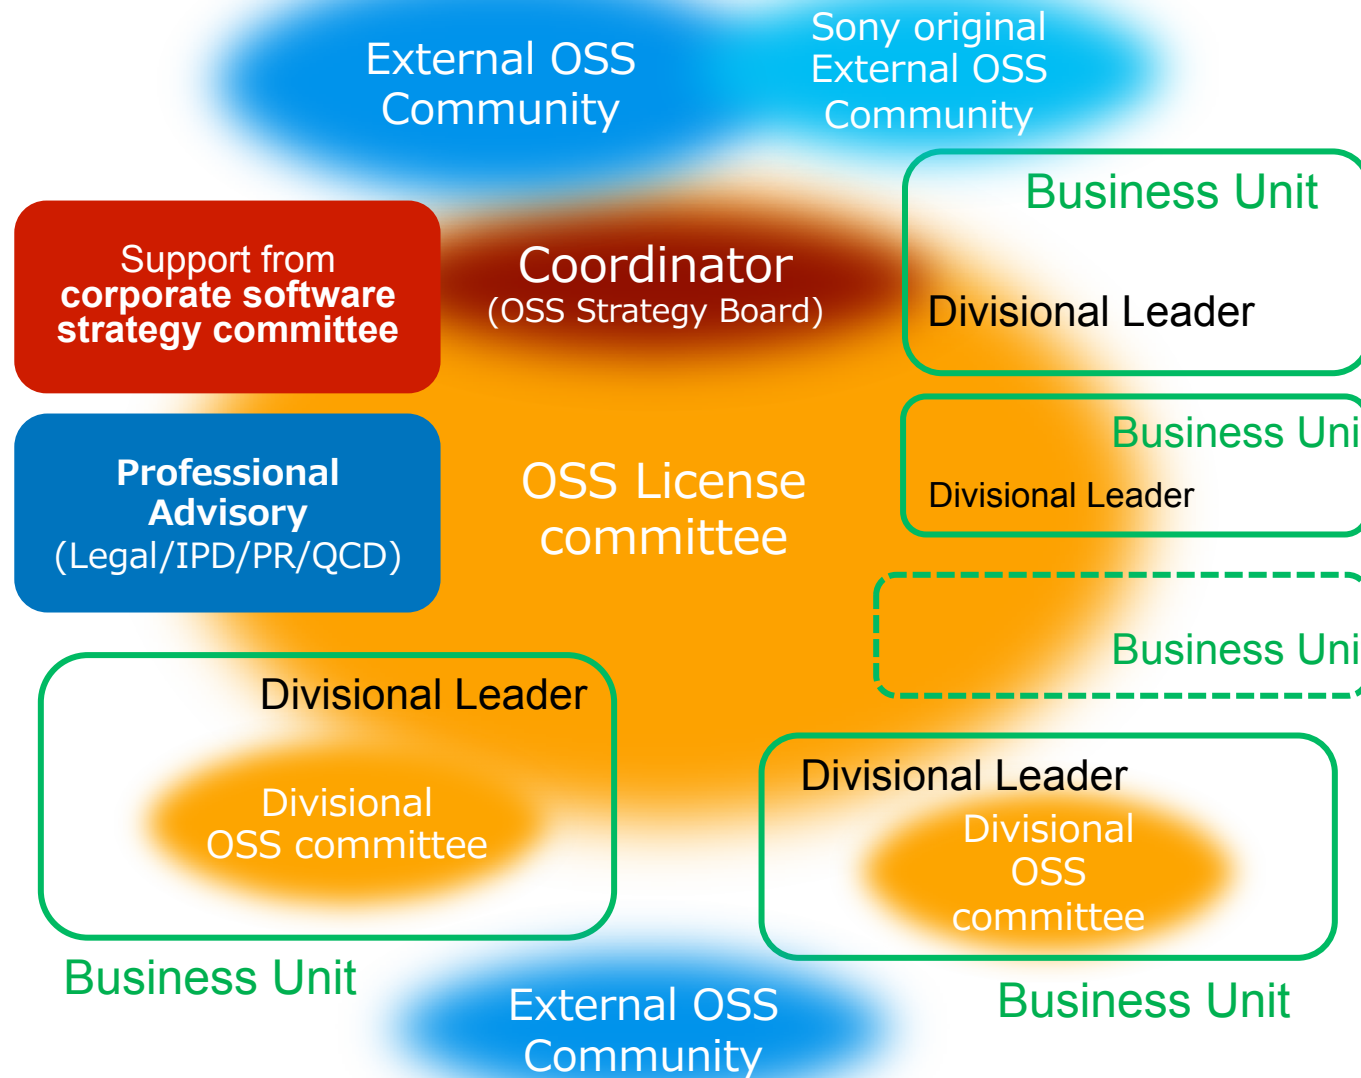 External OSS
Community
Sony original
External OSS
Community
Business Unit
Divisional Leader
Support from
corporate software
strategy committee
Coordinator
(OSS Strategy Board)
Professional
Advisory
(Legal/IPD/PR/QCD)
OSS License
committee
Business Uni
Divisional Leader
Business Uni
Divisional Leader
Divisional
OSS committee
Business Unit
Divisional Leader
Divisional
OSS
committee
Business Unit
External OSS
Community